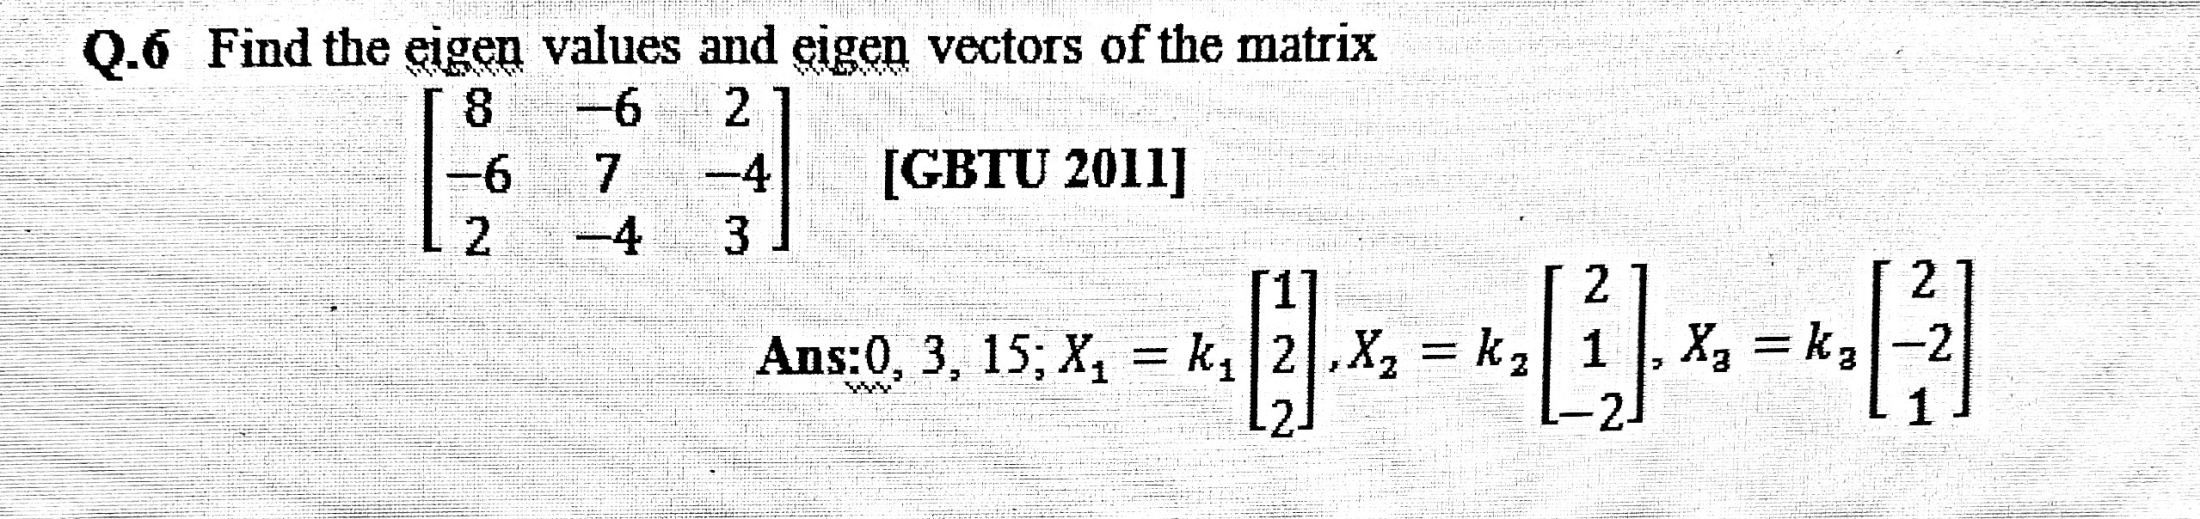 Q.6 Find the eigen values and eigen vectors of the matrix
[8 −6 2
−6 7 −4
2 −4 3] [GBTU 2011]
Ans:0, 3, 15; X₁ = k₁[1 2 2], X₂ = k₂[2 1 −2], X₃ = k₃[2 −2 1]